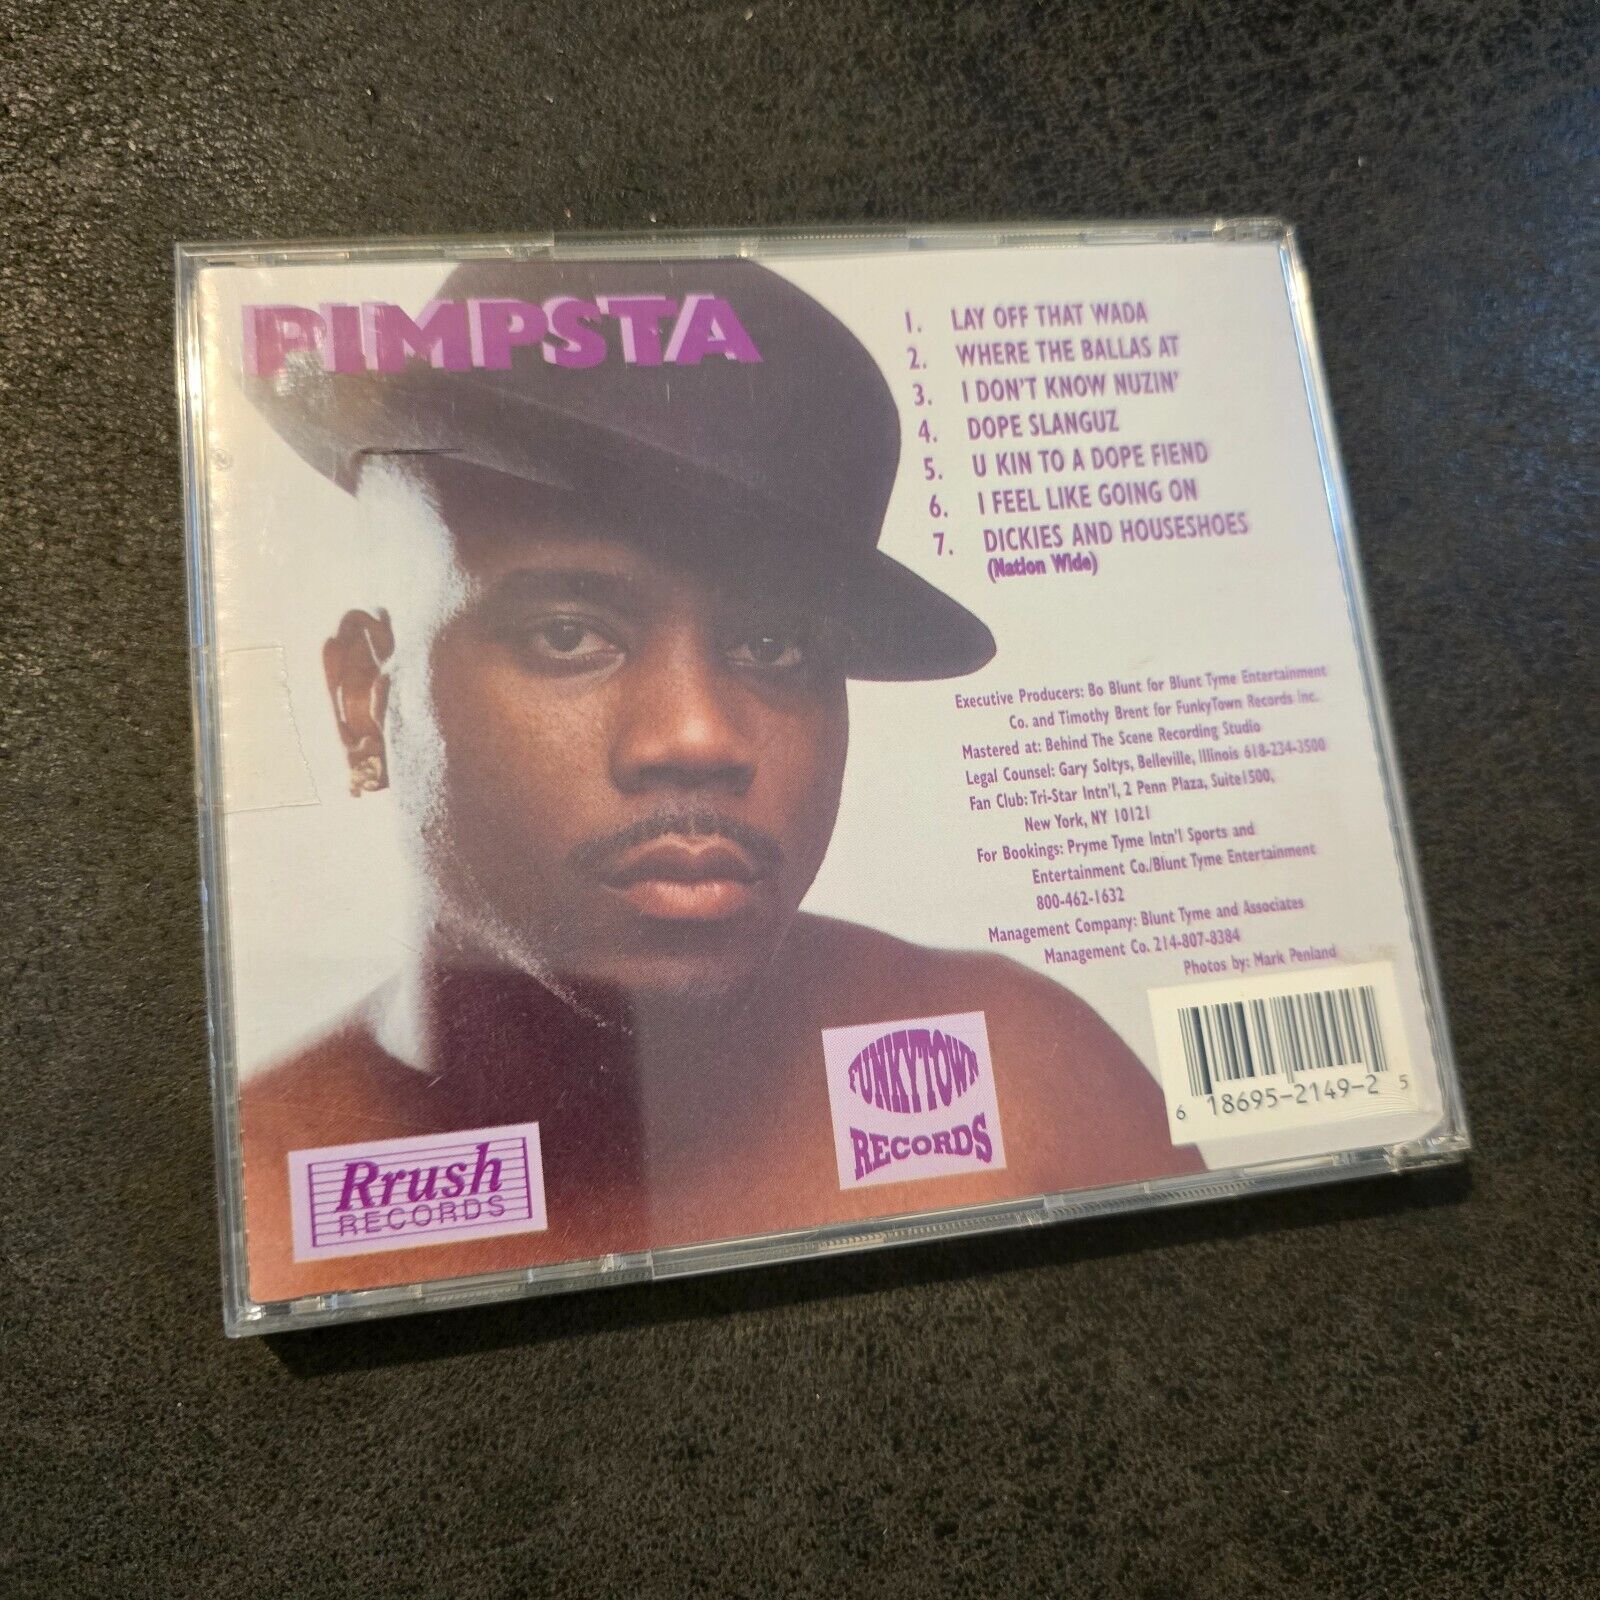 PIMPSTA
1. LAY OFF THAT WADA
2. WHERE THE BALLAS AT
3. I DON'T KNOW NUZIN'
4. DOPE SLANGUZ
5. U KIN TO A DOPE FIEND
6. I FEEL LIKE GOING ON
7. DICKIES AND HOUSESHOES
(Nation Wide)
Executive Producers: Bo Blunt for Blunt Tyme Entertainment
Co. and Timothy Brent for FunkyTown Records Inc.
Mastered at: Behind The Scene Recording Studio
Legal Counsel: Gary Soltys, Belleville, Illinois 618-234-3500
Fan Club: Tri-Star Intn'l, 2 Penn Plaza, Suite1500,
New York, NY 10121
For Bookings: Pryme Tyme Intn'l Sports and
Entertainment Co./Blunt Tyme Entertainment
800-462-1632
Management Company: Blunt Tyme and Associates
Management Co. 214-807-8384
Photos by: Mark Penland
6 18695-2149-2 5
FUNKYTOWN
RECORDS
Rrush
RECORDS